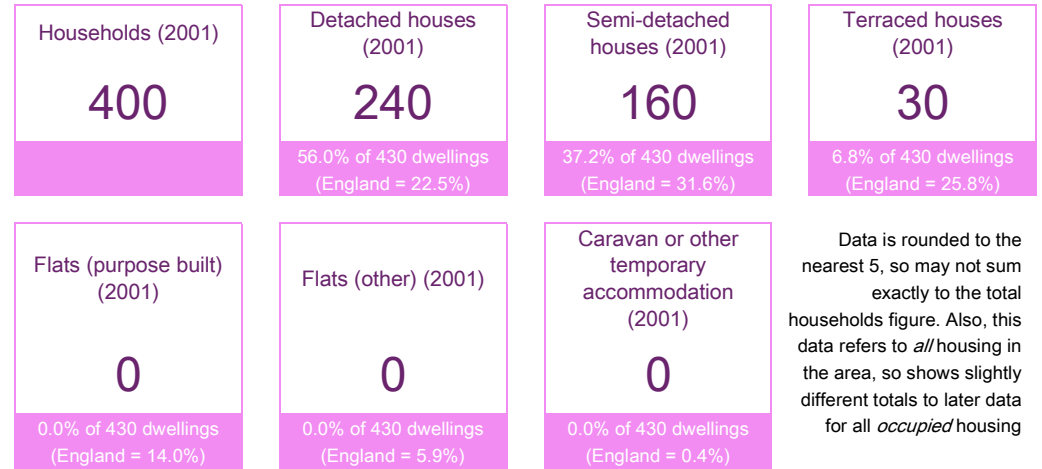 Households (2001)
400
Detached houses
(2001)
240
56.0% of 430 dwellings
(England = 22.5%)
Semi-detached
houses (2001)
160
37.2% of 430 dwellings
(England = 31.6%)
Terraced houses
(2001)
30
6.8% of 430 dwellings
(England = 25.8%)
Flats (purpose built)
(2001)
0
0.0% of 430 dwellings
(England = 14.0%)
Flats (other) (2001)
0
0.0% of 430 dwellings
(England = 5.9%)
Caravan or other
temporary
accommodation
(2001)
0
0.0% of 430 dwellings
(England = 0.4%)
Data is rounded to the
nearest 5, so may not sum
exactly to the total
households figure. Also, this
data refers to all housing in
the area, so shows slightly
different totals to later data
for all occupied housing